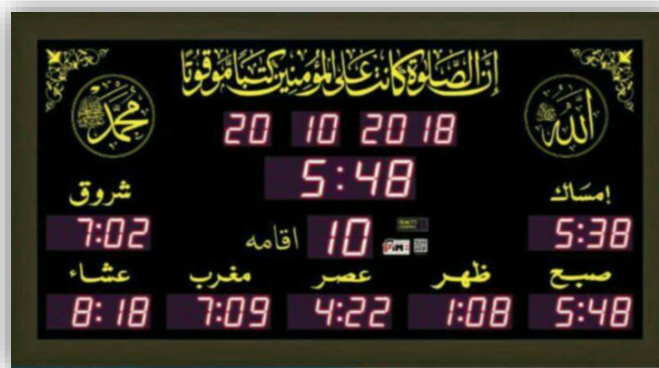 إن الصلوة كانت على المؤمنين كتبا موقوتا
الله
محمد
20 10 2018
5:48
إمساك
شروق
5:38
اقامه 10
7:02
صبح
ظهر
عصر
مغرب
عشاء
5:48
1:08
4:22
7:09
8:18